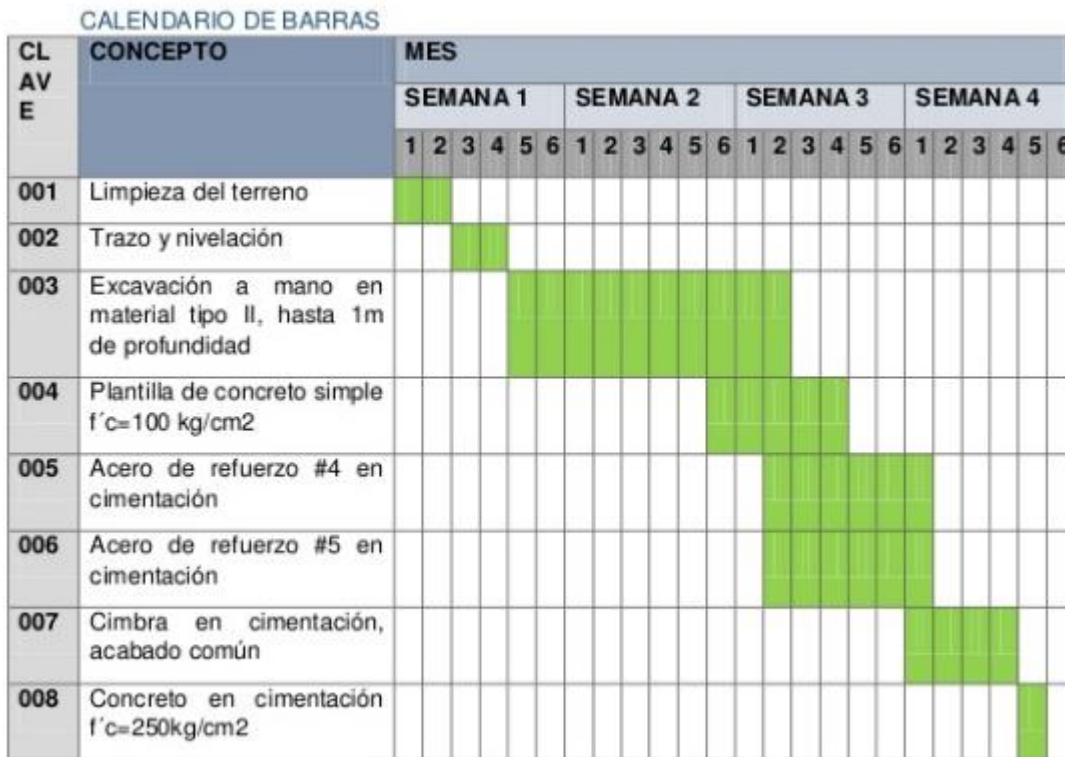 CALENDARIO DE BARRAS
CL
AV
E
CONCEPTO
MES
SEMANA 1 SEMANA 2 SEMANA 3 SEMANA 4
1 2 3 4 5 6 1 2 3 4 5 6 1 2 3 4 5 6 1 2 3 4 5 6
001 Limpieza del terreno
002 Trazo y nivelación
003 Excavación a mano en
material tipo II, hasta 1m
de profundidad
004 Plantilla de concreto simple
f´c=100 kg/cm2
005 Acero de refuerzo #4 en
cimentación
006 Acero de refuerzo #5 en
cimentación
007 Cimbra en cimentación,
acabado común
008 Concreto en cimentación
f´c=250kg/cm2